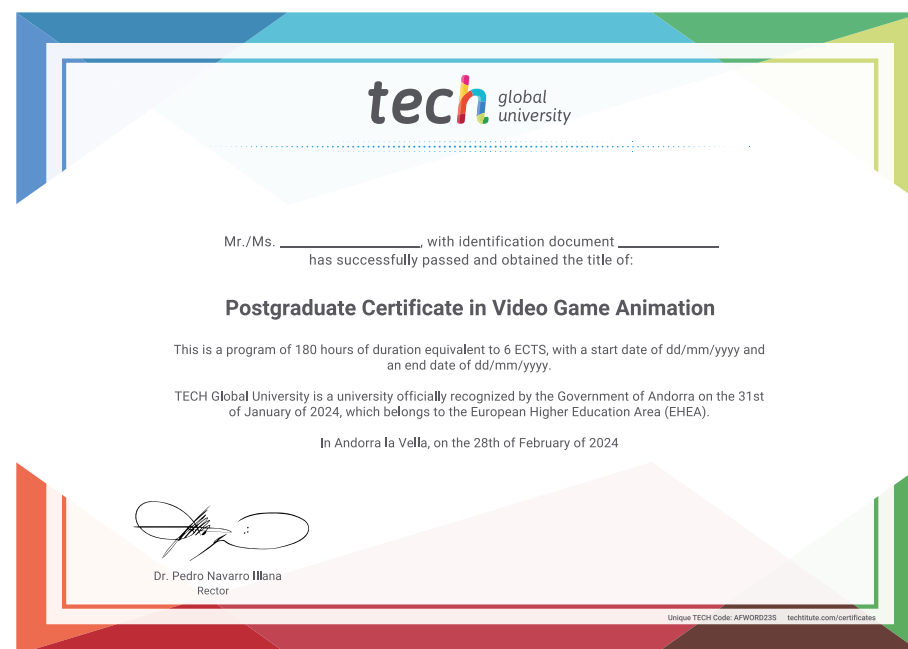 tech global university
Mr./Ms. ____________________, with identification document ______________
has successfully passed and obtained the title of:
Postgraduate Certificate in Video Game Animation
This is a program of 180 hours of duration equivalent to 6 ECTS, with a start date of dd/mm/yyyy and
an end date of dd/mm/yyyy.
TECH Global University is a university officially recognized by the Government of Andorra on the 31st
of January of 2024, which belongs to the European Higher Education Area (EHEA).
In Andorra la Vella, on the 28th of February of 2024
Dr. Pedro Navarro Illana
Rector
Unique TECH Code: AFWORD23S techtitute.com/certificates